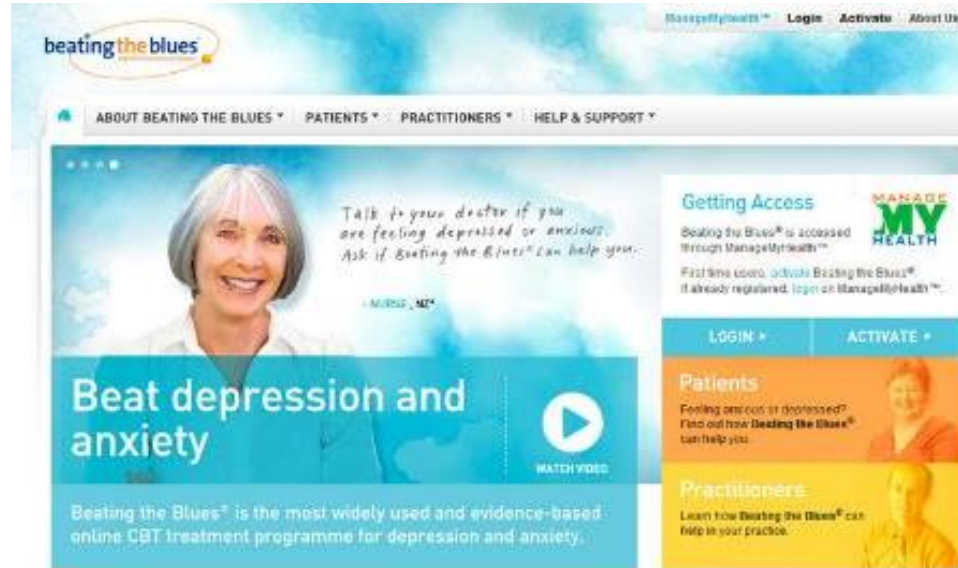 ManageMyHealth™ Login Activate About Us
beating the blues
ABOUT BEATING THE BLUES PATIENTS PRACTITIONERS HELP & SUPPORT
Talk to your doctor if you
are feeling depressed or anxious.
Ask if Beating the Blues® can help you.
- NURSE, NZ*
Beat depression and
anxiety
WATCH VIDEO
Beating the Blues® is the most widely used and evidence-based
online CBT treatment programme for depression and anxiety.
Getting Access
MANAGE
MY
HEALTH
Beating the Blues® is accessed
through ManageMyHealth™
First time users, activate Beating the Blues®.
If already registered, login on ManageMyHealth™.
LOGIN
ACTIVATE
Patients
Feeling anxious or depressed?
Find out how Beating the Blues®
can help you.
Practitioners
Learn how Beating the Blues® can
help in your practice.